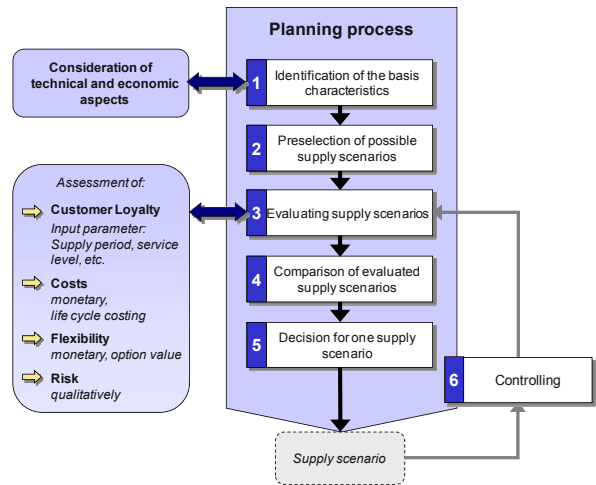 Planning process
Consideration of
technical and economic
aspects
1
Identification of the basis
characteristics
2
Preselection of possible
supply scenarios
Assessment of:
Customer Loyalty
Input parameter:
Supply period, service
level, etc.
Costs
monetary,
life cycle costing
Flexibility
monetary, option value
Risk
qualitatively
3
Evaluating supply scenarios
4
Comparison of evaluated
supply scenarios
5
Decision for one supply
scenario
6
Controlling
Supply scenario